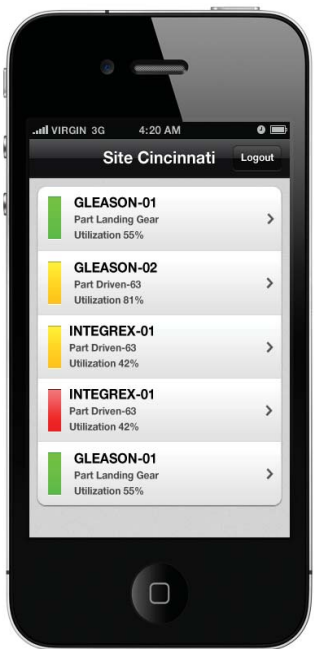 VIRGIN 3G 4:20 AM
Site Cincinnati Logout
GLEASON-01
Part Landing Gear
Utilization 55%
GLEASON-02
Part Driven-63
Utilization 81%
INTEGREX-01
Part Driven-63
Utilization 42%
INTEGREX-01
Part Driven-63
Utilization 42%
GLEASON-01
Part Landing Gear
Utilization 55%